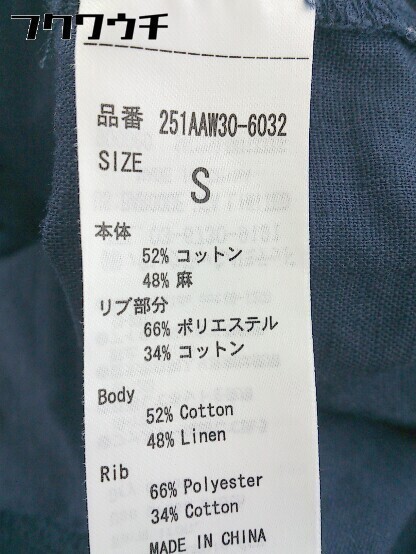 フクウウチ
品番 251AAW30-6032
SIZE
S
本体
52% コットン
48% 麻
リブ部分
66% ポリエステル
34% コットン
Body
52% Cotton
48% Linen
Rib
66% Polyester
34% Cotton
MADE IN CHINA